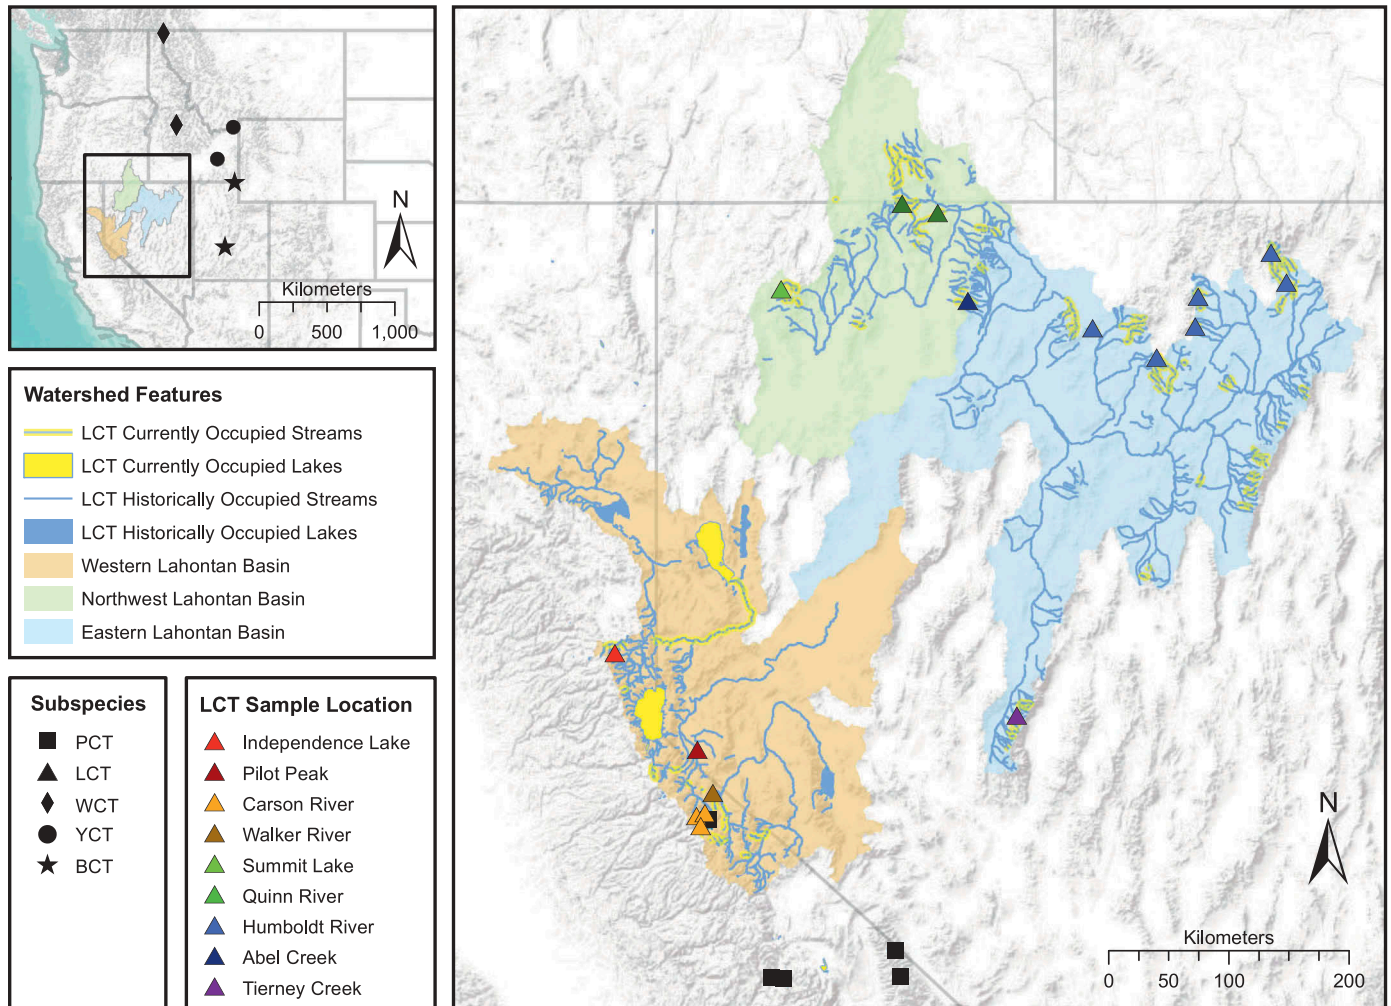 N
Kilometers
0 500 1,000
Watershed Features
LCT Currently Occupied Streams
LCT Currently Occupied Lakes
LCT Historically Occupied Streams
LCT Historically Occupied Lakes
Western Lahontan Basin
Northwest Lahontan Basin
Eastern Lahontan Basin
Subspecies
PCT
LCT
WCT
YCT
BCT
LCT Sample Location
Independence Lake
Pilot Peak
Carson River
Walker River
Summit Lake
Quinn River
Humboldt River
Abel Creek
Tierney Creek
N
Kilometers
0 50 100 200